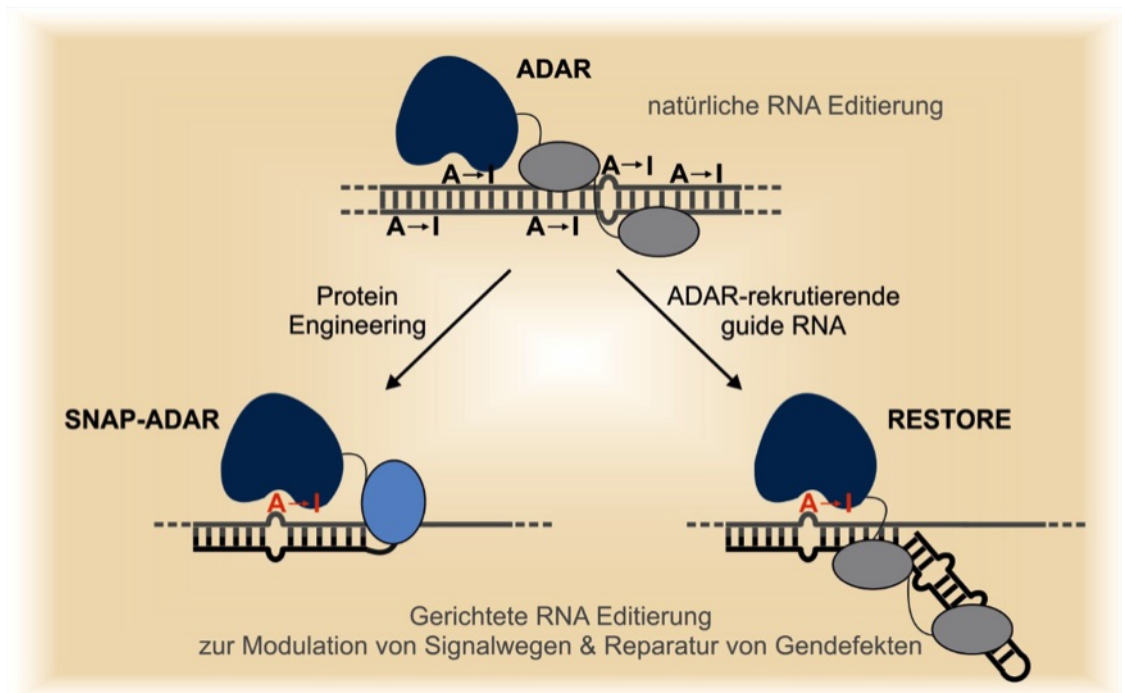 ADAR
natürliche RNA Editierung
A→I
A→I
A→I
A→I
A→I
Protein
Engineering
ADAR-rekrutierende
guide RNA
SNAP-ADAR
RESTORE
A→I
A→I
Gerichtete RNA Editierung
zur Modulation von Signalwegen & Reparatur von Gendefekten